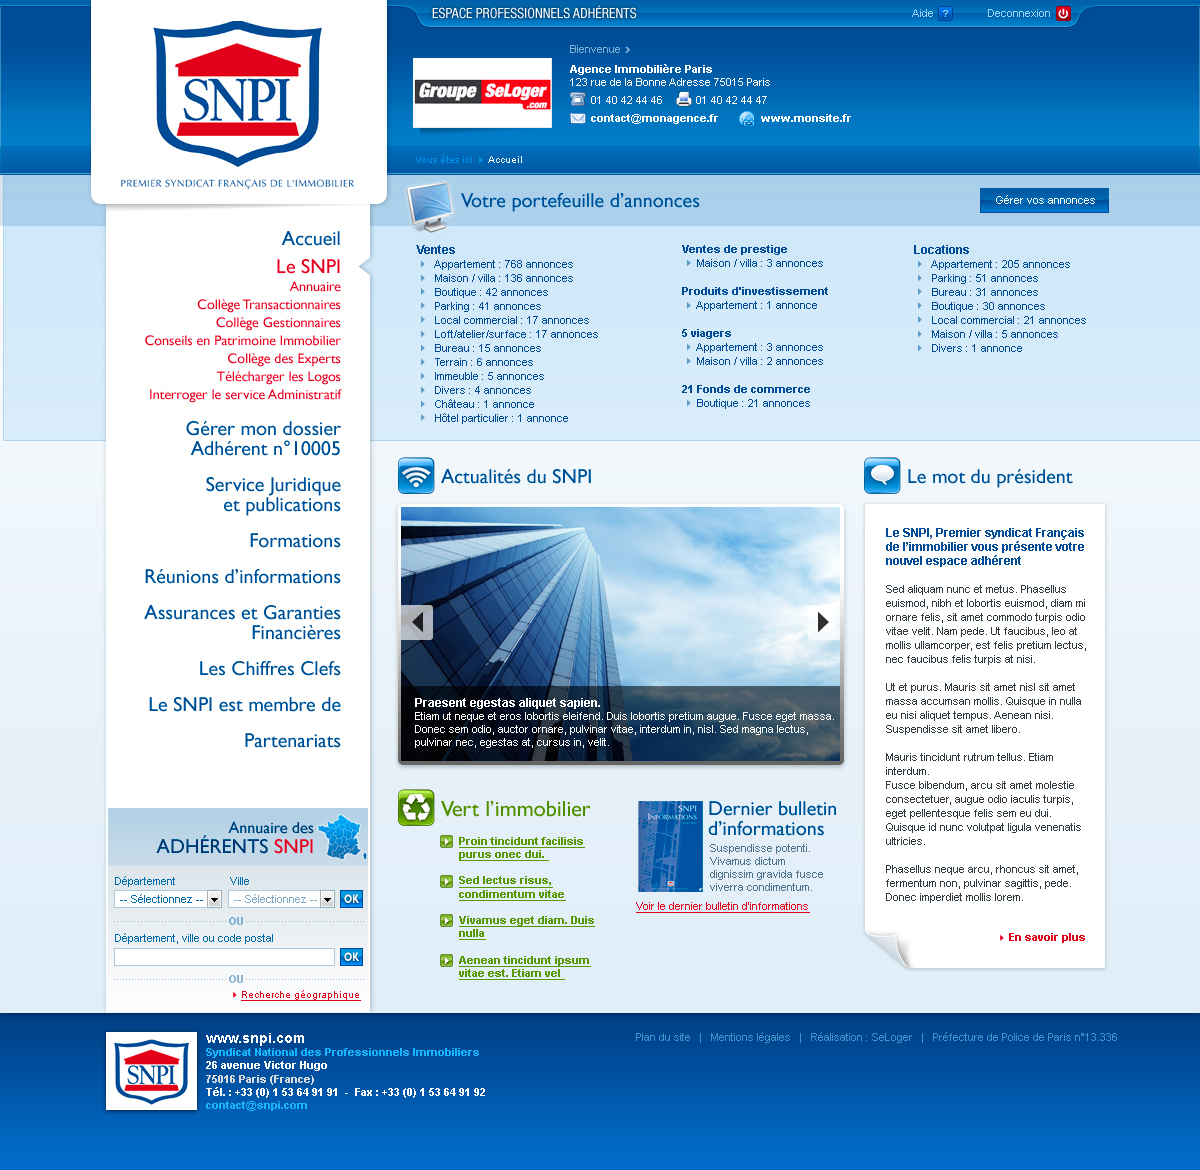 ESPACE PROFESSIONNELS ADHÉRENTS
Aide ?
Deconnexion
SNPI
PREMIER SYNDICAT FRANÇAIS DE L'IMMOBILIER
Groupe SeLoger.com
Bienvenue
Agence Immobilière Paris
123 rue de la Bonne Adresse 75015 Paris
01 40 42 44 46 01 40 42 44 47
contact@monagence.fr www.monsite.fr
Vous êtes ici Accueil
Votre portefeuille d'annonces
Gérer vos annonces
Accueil
Le SNPI
Annuaire
Collège Transactionnaires
Collège Gestionnaires
Conseils en Patrimoine Immobilier
Collège des Experts
Télécharger les Logos
Interroger le service Administratif
Gérer mon dossier
Adhérent n°10005
Service Juridique
et publications
Formations
Réunions d'informations
Assurances et Garanties
Financières
Les Chiffres Clefs
Le SNPI est membre de
Partenariats
Ventes
Appartement : 768 annonces
Maison / villa : 136 annonces
Boutique : 42 annonces
Parking : 41 annonces
Local commercial : 17 annonces
Loft/atelier/surface : 17 annonces
Bureau : 15 annonces
Terrain : 6 annonces
Immeuble : 5 annonces
Divers : 4 annonces
Château : 1 annonce
Hôtel particulier : 1 annonce
Ventes de prestige
Maison / villa : 3 annonces
Produits d'investissement
Appartement : 1 annonce
5 viagers
Appartement : 3 annonces
Maison / villa : 2 annonces
21 Fonds de commerce
Boutique : 21 annonces
Locations
Appartement : 205 annonces
Parking : 51 annonces
Bureau : 31 annonces
Boutique : 30 annonces
Local commercial : 21 annonces
Maison / villa : 5 annonces
Divers : 1 annonce
Actualités du SNPI
Praesent egestas aliquet sapien.
Etiam ut neque et eros lobortis eleifend. Duis lobortis pretium augue. Fusce eget massa.
Donec sem odio, auctor ornare, pulvinar vitae, interdum in, nisl. Sed magna lectus,
pulvinar nec, egestas at, cursus in, velit.
Le mot du président
Le SNPI, Premier syndicat Français
de l'immobilier vous présente votre
nouvel espace adhérent
Sed aliquam nunc et metus. Phasellus
euismod, nibh et lobortis euismod, diam mi
ornare felis, sit amet commodo turpis odio
vitae velit. Nam pede. Ut faucibus, leo at
mollis ullamcorper, est felis pretium lectus,
nec faucibus felis turpis at nisi.
Ut et purus. Mauris sit amet nisl sit amet
massa accumsan mollis. Quisque in nulla
eu nisi aliquet tempus. Aenean nisi.
Suspendisse sit amet libero.
Mauris tincidunt rutrum tellus. Etiam
interdum.
Fusce bibendum, arcu sit amet molestie
consectetuer, augue odio iaculis turpis,
eget pellentesque felis sem eu dui.
Quisque id nunc volutpat ligula venenatis
ultricies.
Phasellus neque arcu, rhoncus sit amet,
fermentum non, pulvinar sagittis, pede.
Donec imperdiet mollis lorem.
En savoir plus
Vert l'immobilier
Proin tincidunt facilisis
purus onec dui.
Sed lectus risus,
condimentum vitae
Vivamus eget diam. Duis
nulla
Aenean tincidunt ipsum
vitae est. Etiam vel
SNPI
INFORMATIONS
Dernier bulletin
d'informations
Suspendisse potenti.
Vivamus dictum
dignissim gravida fusce
viverra condimentum.
Voir le dernier bulletin d'informations
Annuaire des
ADHÉRENTS SNPI
Département Ville
-- Sélectionnez -- -- Sélectionnez -- OK
OU
Département, ville ou code postal
OK
OU
Recherche géographique
SNPI
www.snpi.com
Syndicat National des Professionnels Immobiliers
26 avenue Victor Hugo
75016 Paris (France)
Tél. : +33 (0) 1 53 64 91 91 - Fax : +33 (0) 1 53 64 91 92
contact@snpi.com
Plan du site | Mentions légales | Réalisation : SeLoger | Préfecture de Police de Paris n°13.336